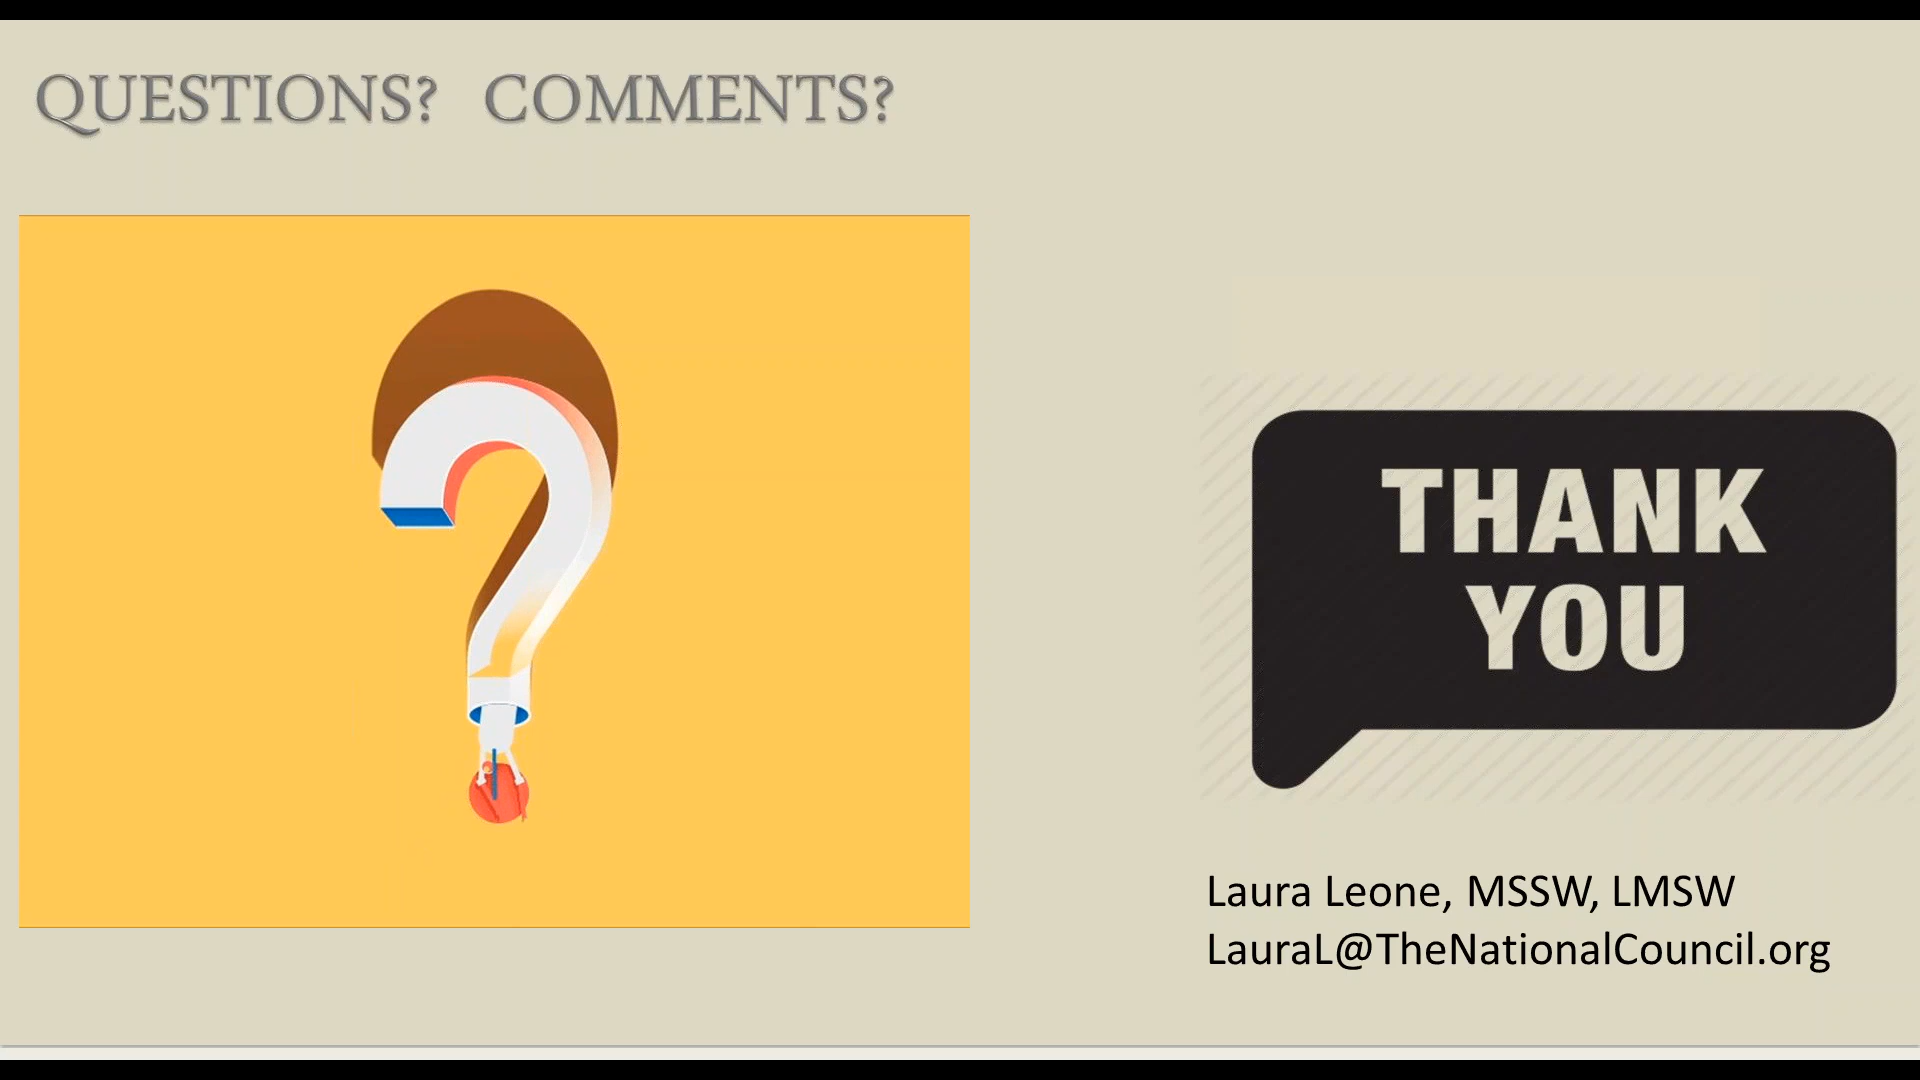 QUESTIONS? COMMENTS?
THANK
YOU
Laura Leone, MSSW, LMSW
LauraL@TheNationalCouncil.org